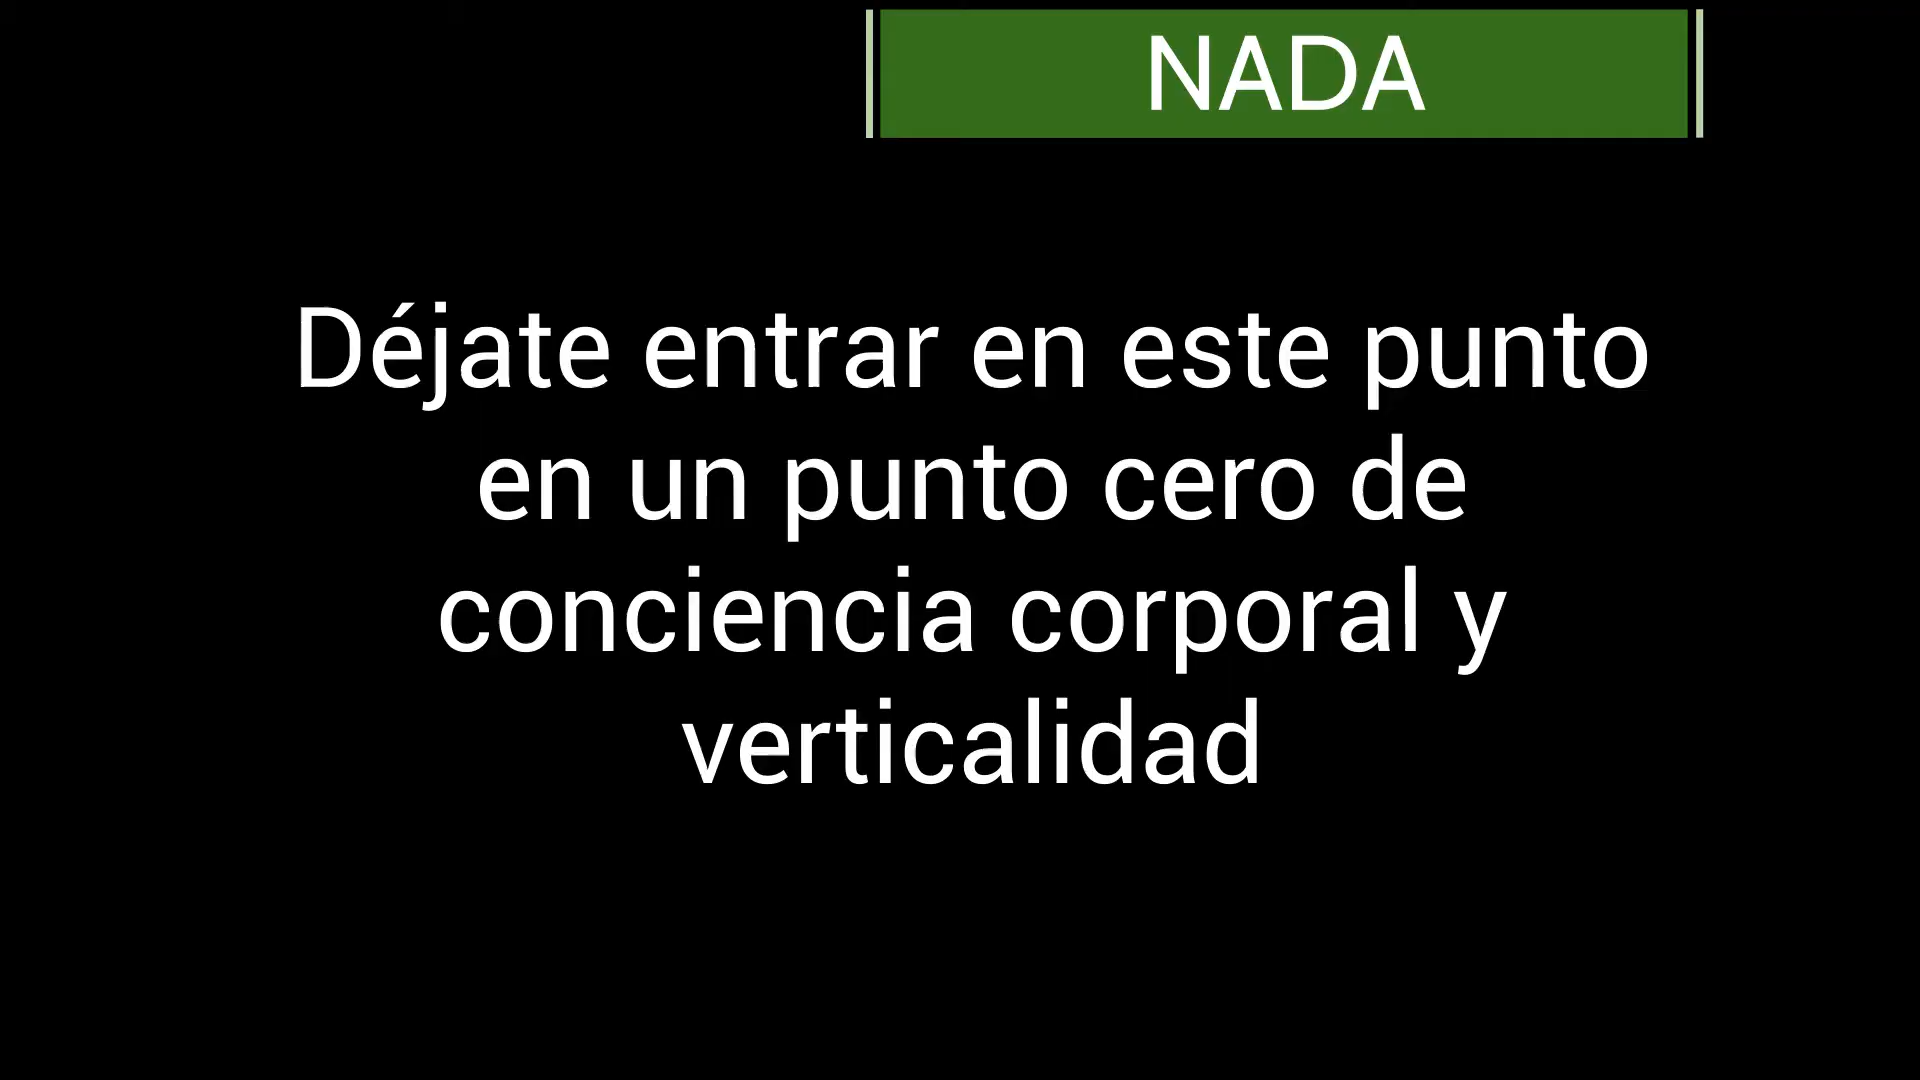 NADA
Déjate entrar en este punto
en un punto cero de
conciencia corporal y
verticalidad